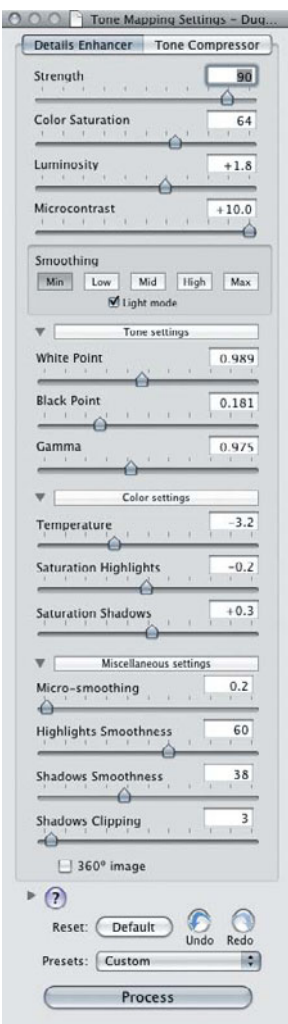 Tone Mapping Settings – Dug...
Details Enhancer Tone Compressor
Strength 90
Color Saturation 64
Luminosity +1.8
Microcontrast +10.0
Smoothing
Min Low Mid High Max
Light mode
Tone settings
White Point 0.989
Black Point 0.181
Gamma 0.975
Color settings
Temperature -3.2
Saturation Highlights -0.2
Saturation Shadows +0.3
Miscellaneous settings
Micro-smoothing 0.2
Highlights Smoothness 60
Shadows Smoothness 38
Shadows Clipping 3
360° image
?
Reset: Default Undo Redo
Presets: Custom
Process